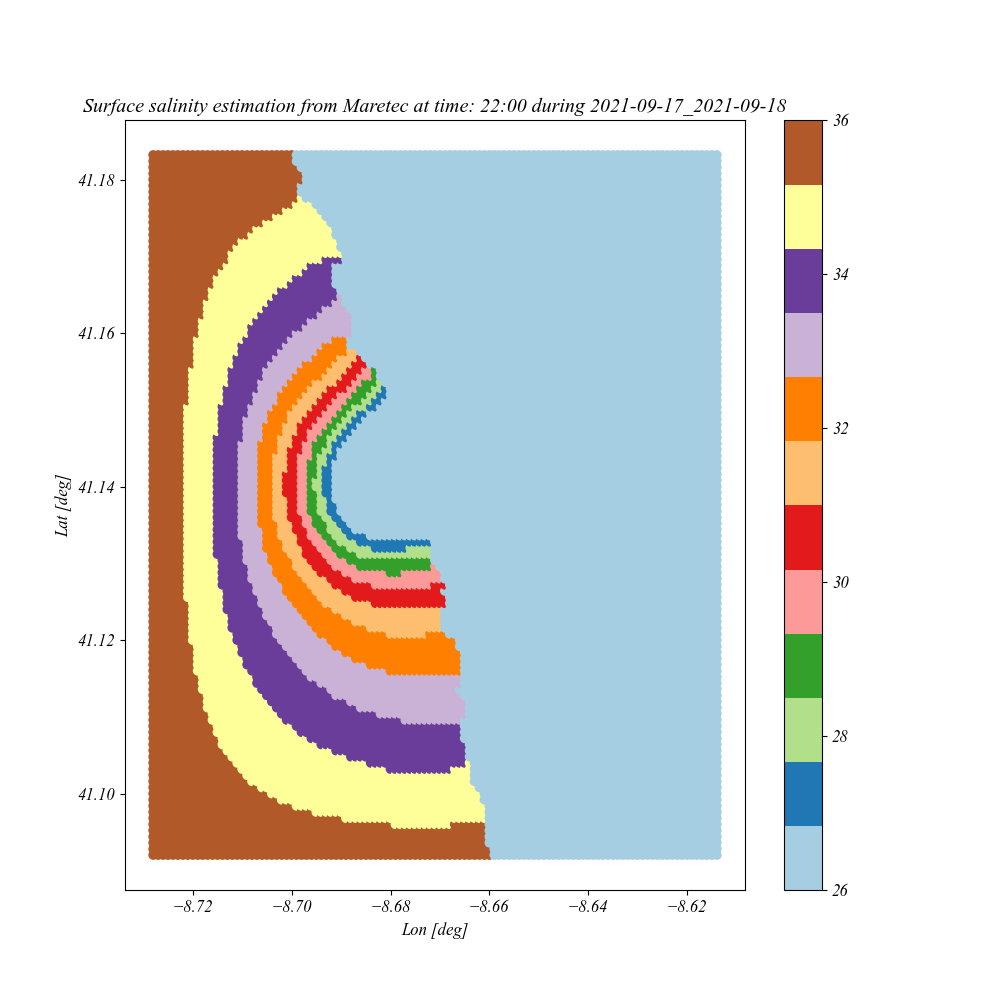 Surface salinity estimation from Maretec at time: 22:00 during 2021-09-17_2021-09-18
36
34
32
30
28
26
41.18
41.16
41.14
41.12
41.10
Lat [deg]
−8.72 −8.70 −8.68 −8.66 −8.64 −8.62
Lon [deg]